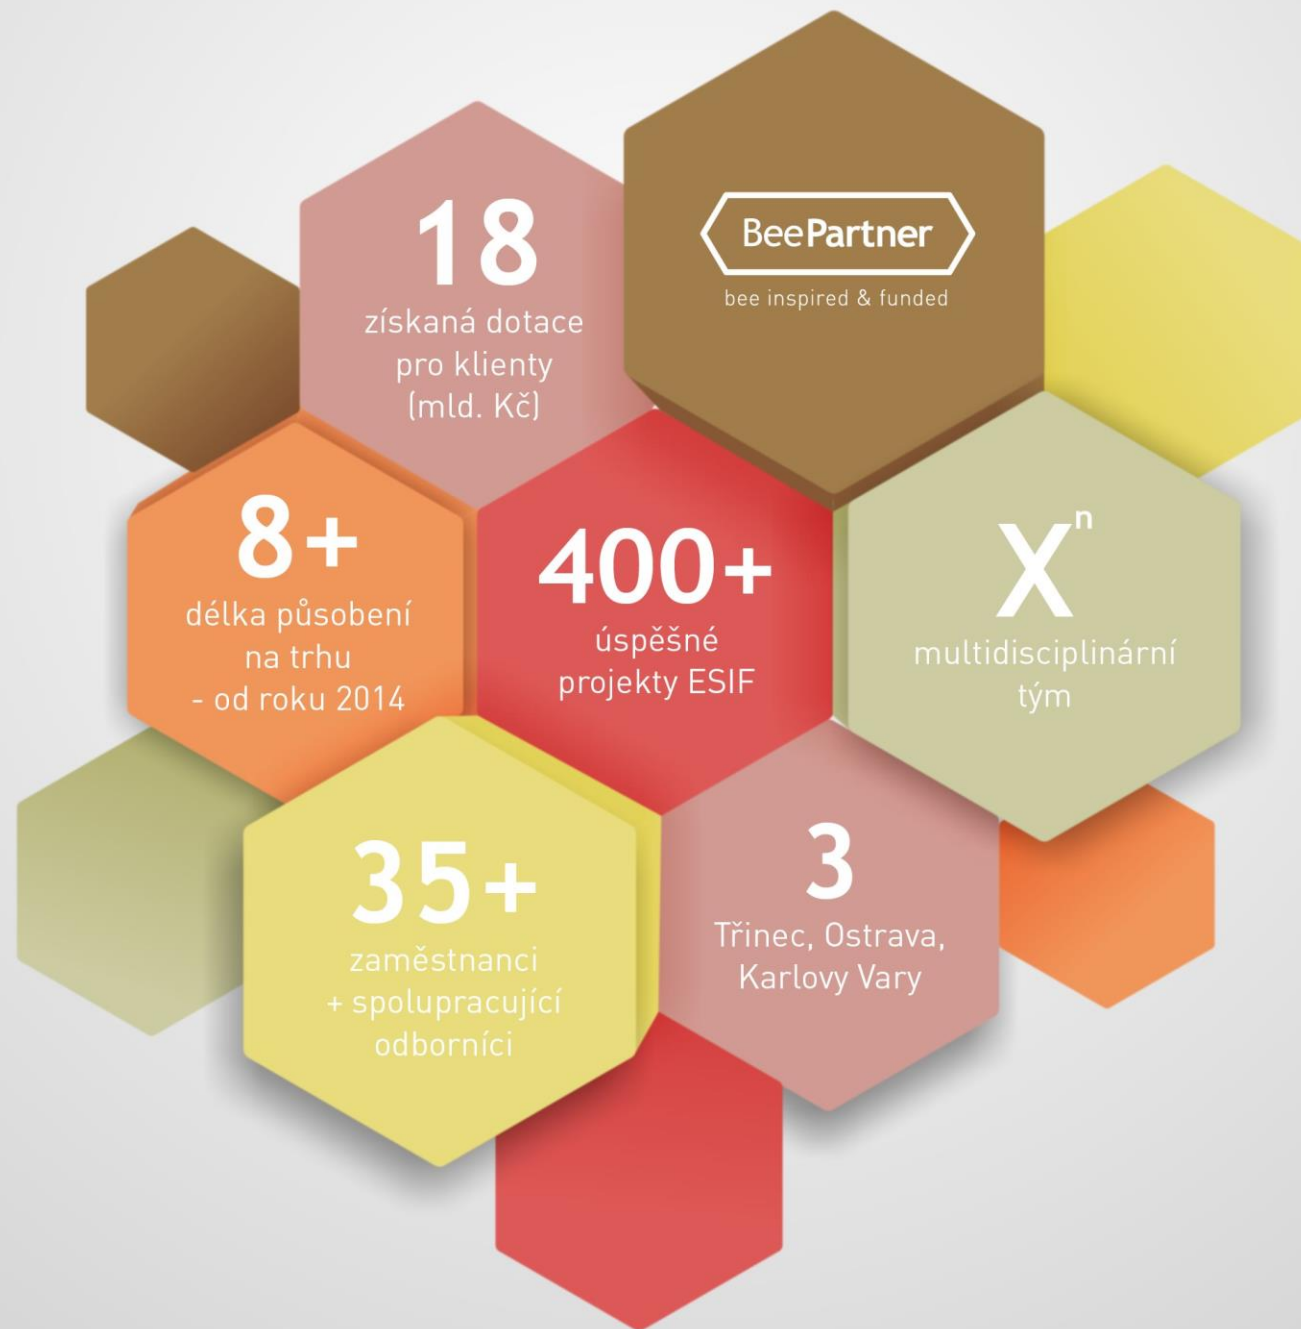 BeePartner
bee inspired & funded
18
získaná dotace
pro klienty
(mld. Kč)
8+
délka působení
na trhu
- od roku 2014
400+
úspěšné
projekty ESIF
Xⁿ
multidisciplinární
tým
35+
zaměstnanci
+ spolupracující
odborníci
3
Třinec, Ostrava,
Karlovy Vary